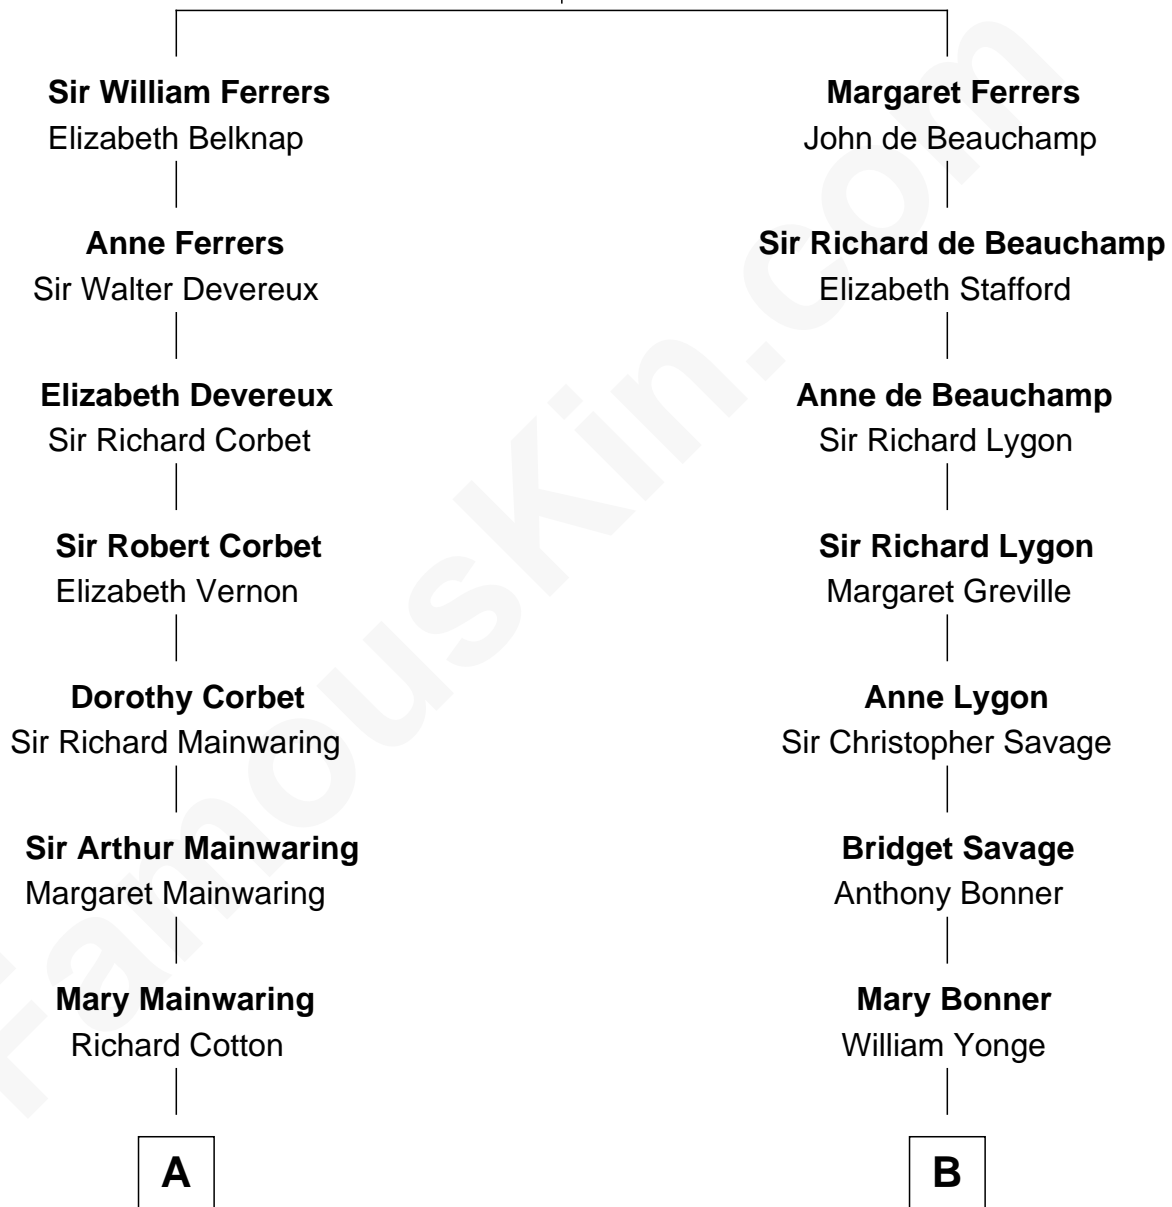 Sir William Ferrers
Elizabeth Belknap
Margaret Ferrers
John de Beauchamp
Anne Ferrers
Sir Walter Devereux
Sir Richard de Beauchamp
Elizabeth Stafford
Elizabeth Devereux
Sir Richard Corbet
Anne de Beauchamp
Sir Richard Lygon
Sir Robert Corbet
Elizabeth Vernon
Sir Richard Lygon
Margaret Greville
Dorothy Corbet
Sir Richard Mainwaring
Anne Lygon
Sir Christopher Savage
Sir Arthur Mainwaring
Margaret Mainwaring
Bridget Savage
Anthony Bonner
Mary Mainwaring
Richard Cotton
Mary Bonner
William Yonge
A
B
FamousKin.com